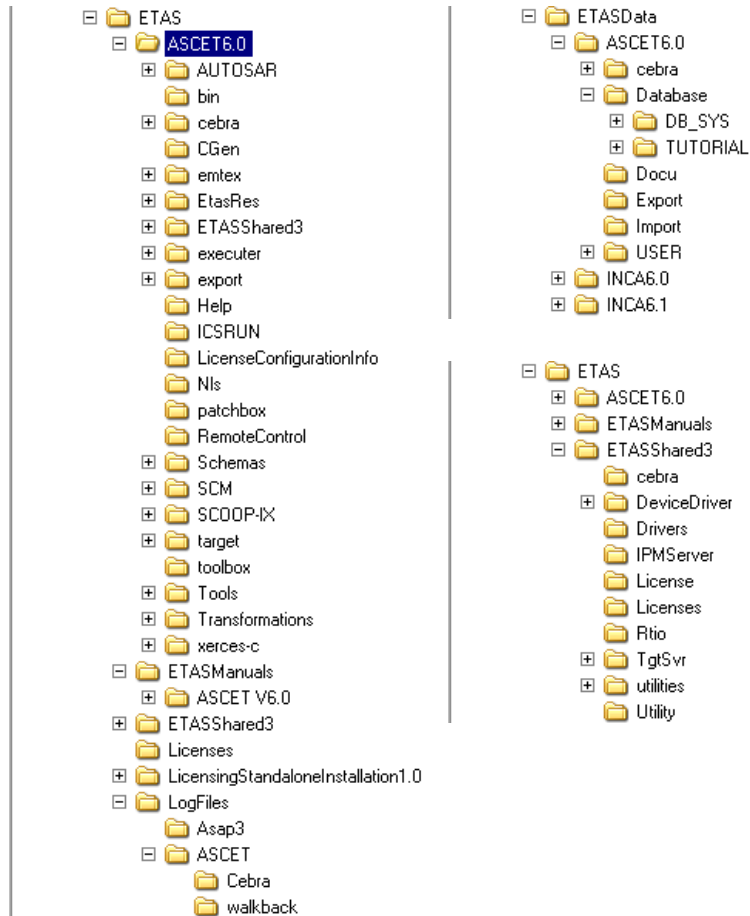 ETAS
ASCET6.0
AUTOSAR
bin
cebra
CGen
emtex
EtasRes
ETASShared3
executer
export
Help
ICSRUN
LicenseConfigurationInfo
Nls
patchbox
RemoteControl
Schemas
SCM
SCOOP-IX
target
toolbox
Tools
Transformations
xerces-c
ETASManuals
ASCET V6.0
ETASShared3
Licenses
LicensingStandaloneInstallation1.0
LogFiles
Asap3
ASCET
Cebra
walkback
ETASData
ASCET6.0
cebra
Database
DB_SYS
TUTORIAL
Docu
Export
Import
USER
INCA6.0
INCA6.1
ETAS
ASCET6.0
ETASManuals
ETASShared3
cebra
DeviceDriver
Drivers
IPMServer
License
Licenses
Rtio
TgtSvr
utilities
Utility